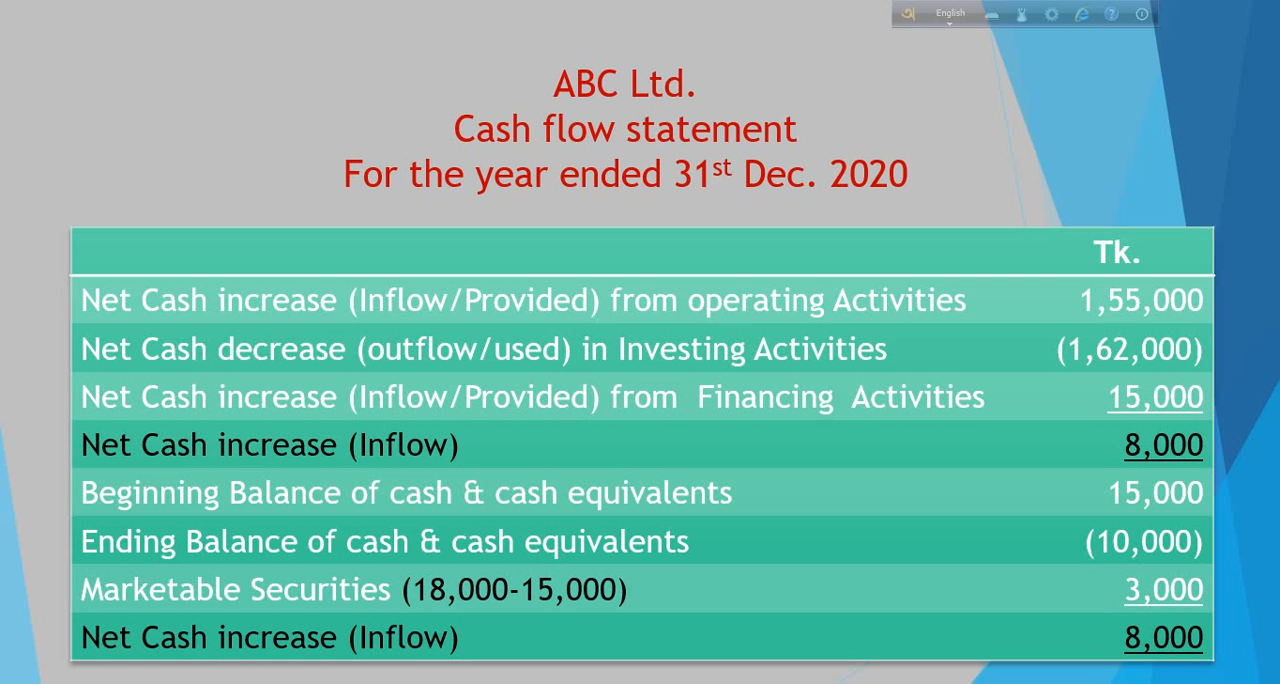 English
ABC Ltd.
Cash flow statement
For the year ended 31st Dec. 2020
Tk.
Net Cash increase (Inflow/Provided) from operating Activities 1,55,000
Net Cash decrease (outflow/used) in Investing Activities (1,62,000)
Net Cash increase (Inflow/Provided) from Financing Activities 15,000
Net Cash increase (Inflow) 8,000
Beginning Balance of cash & cash equivalents 15,000
Ending Balance of cash & cash equivalents (10,000)
Marketable Securities (18,000-15,000) 3,000
Net Cash increase (Inflow) 8,000